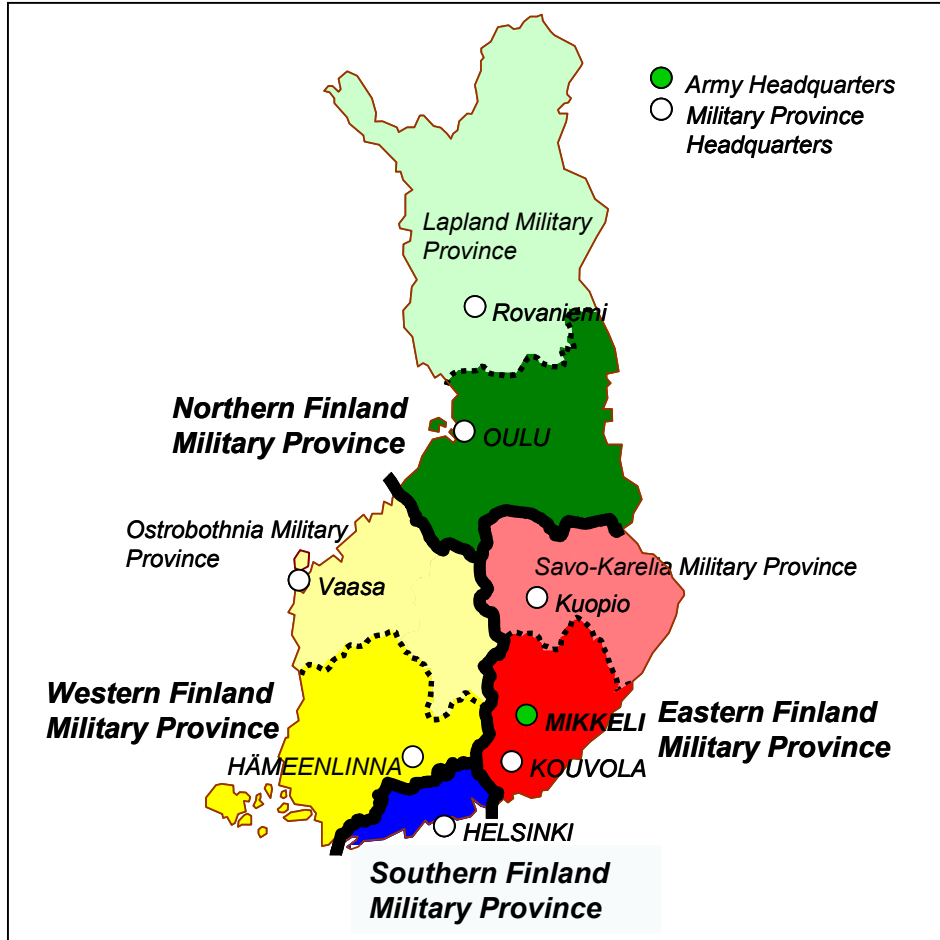 Army Headquarters
Military Province
Headquarters
Lapland Military
Province
Rovaniemi
Northern Finland
Military Province
OULU
Ostrobothnia Military
Province
Vaasa
Savo-Karelia Military Province
Kuopio
Western Finland
Military Province
MIKKELI
Eastern Finland
Military Province
HÄMEENLINNA
KOUVOLA
HELSINKI
Southern Finland
Military Province